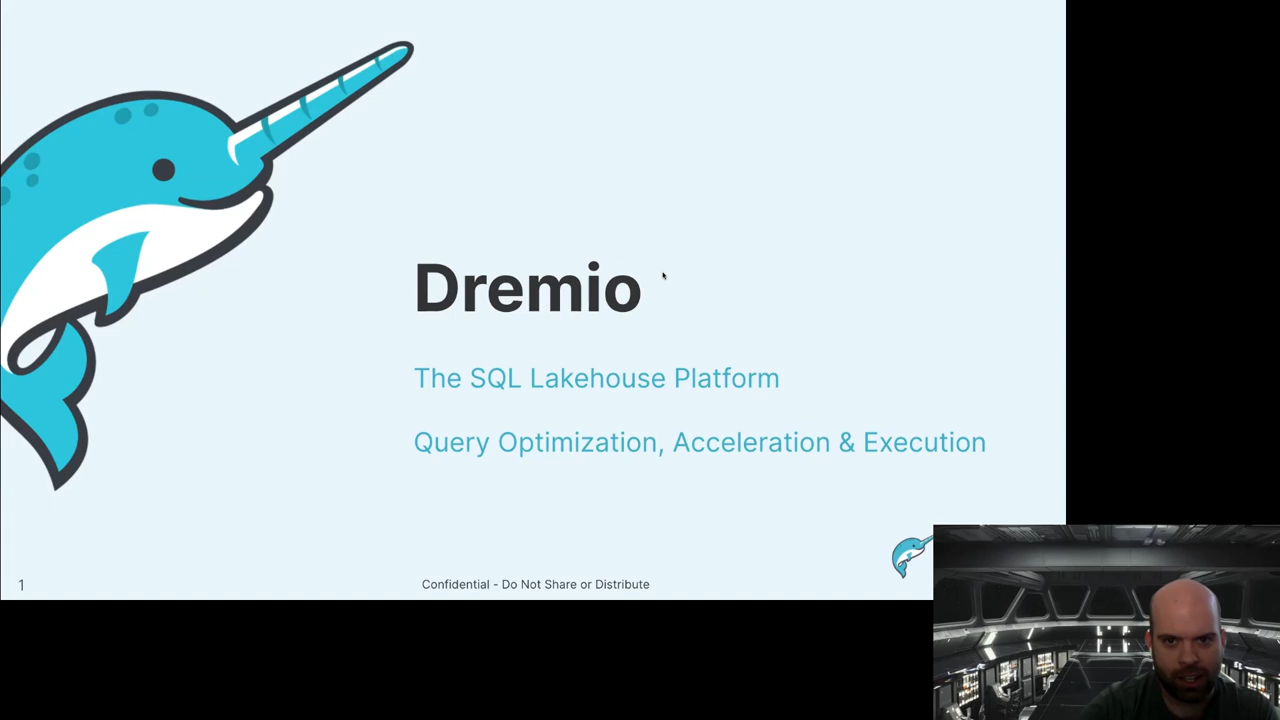 Dremio
The SQL Lakehouse Platform
Query Optimization, Acceleration & Execution
1
Confidential - Do Not Share or Distribute